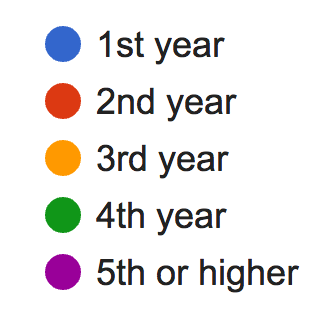 1st year
2nd year
3rd year
4th year
5th or higher